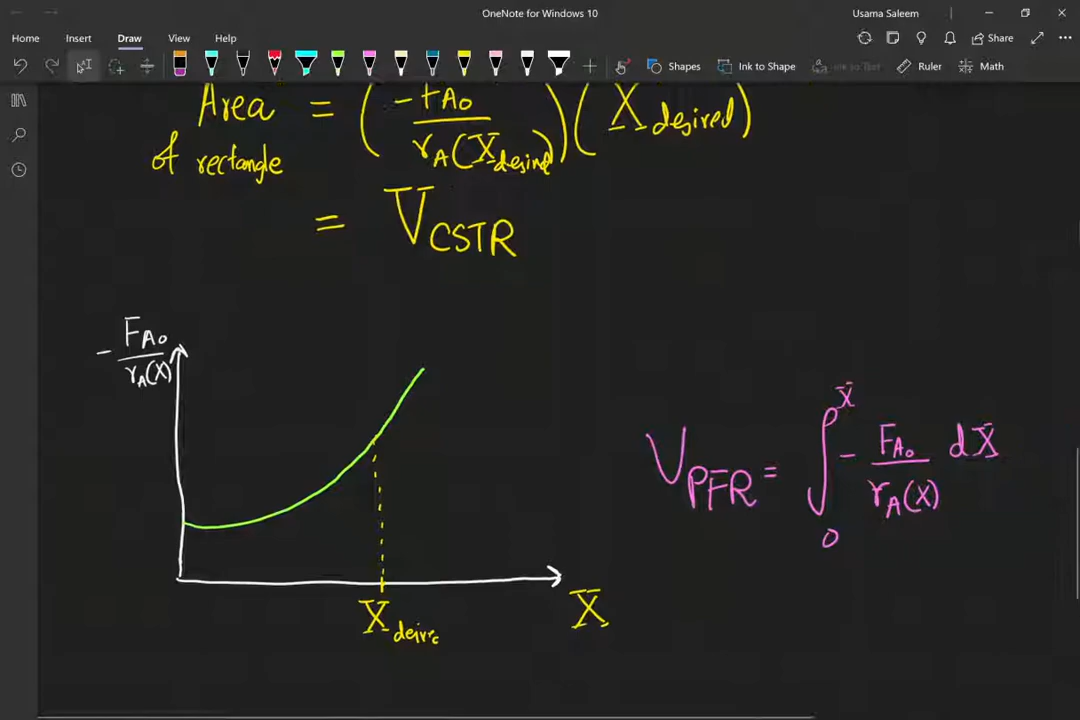 OneNote for Windows 10
Usama Saleem
Home Insert Draw View Help
Share
Shapes Ink to Shape Ink to Text Ruler Math
Area = (-FA0 / rA(Xdesired)) (Xdesired)
of rectangle
= VCSTR
- FA0 / rA(X)
VPFR = ∫0X - FA0 / rA(X) dX
X